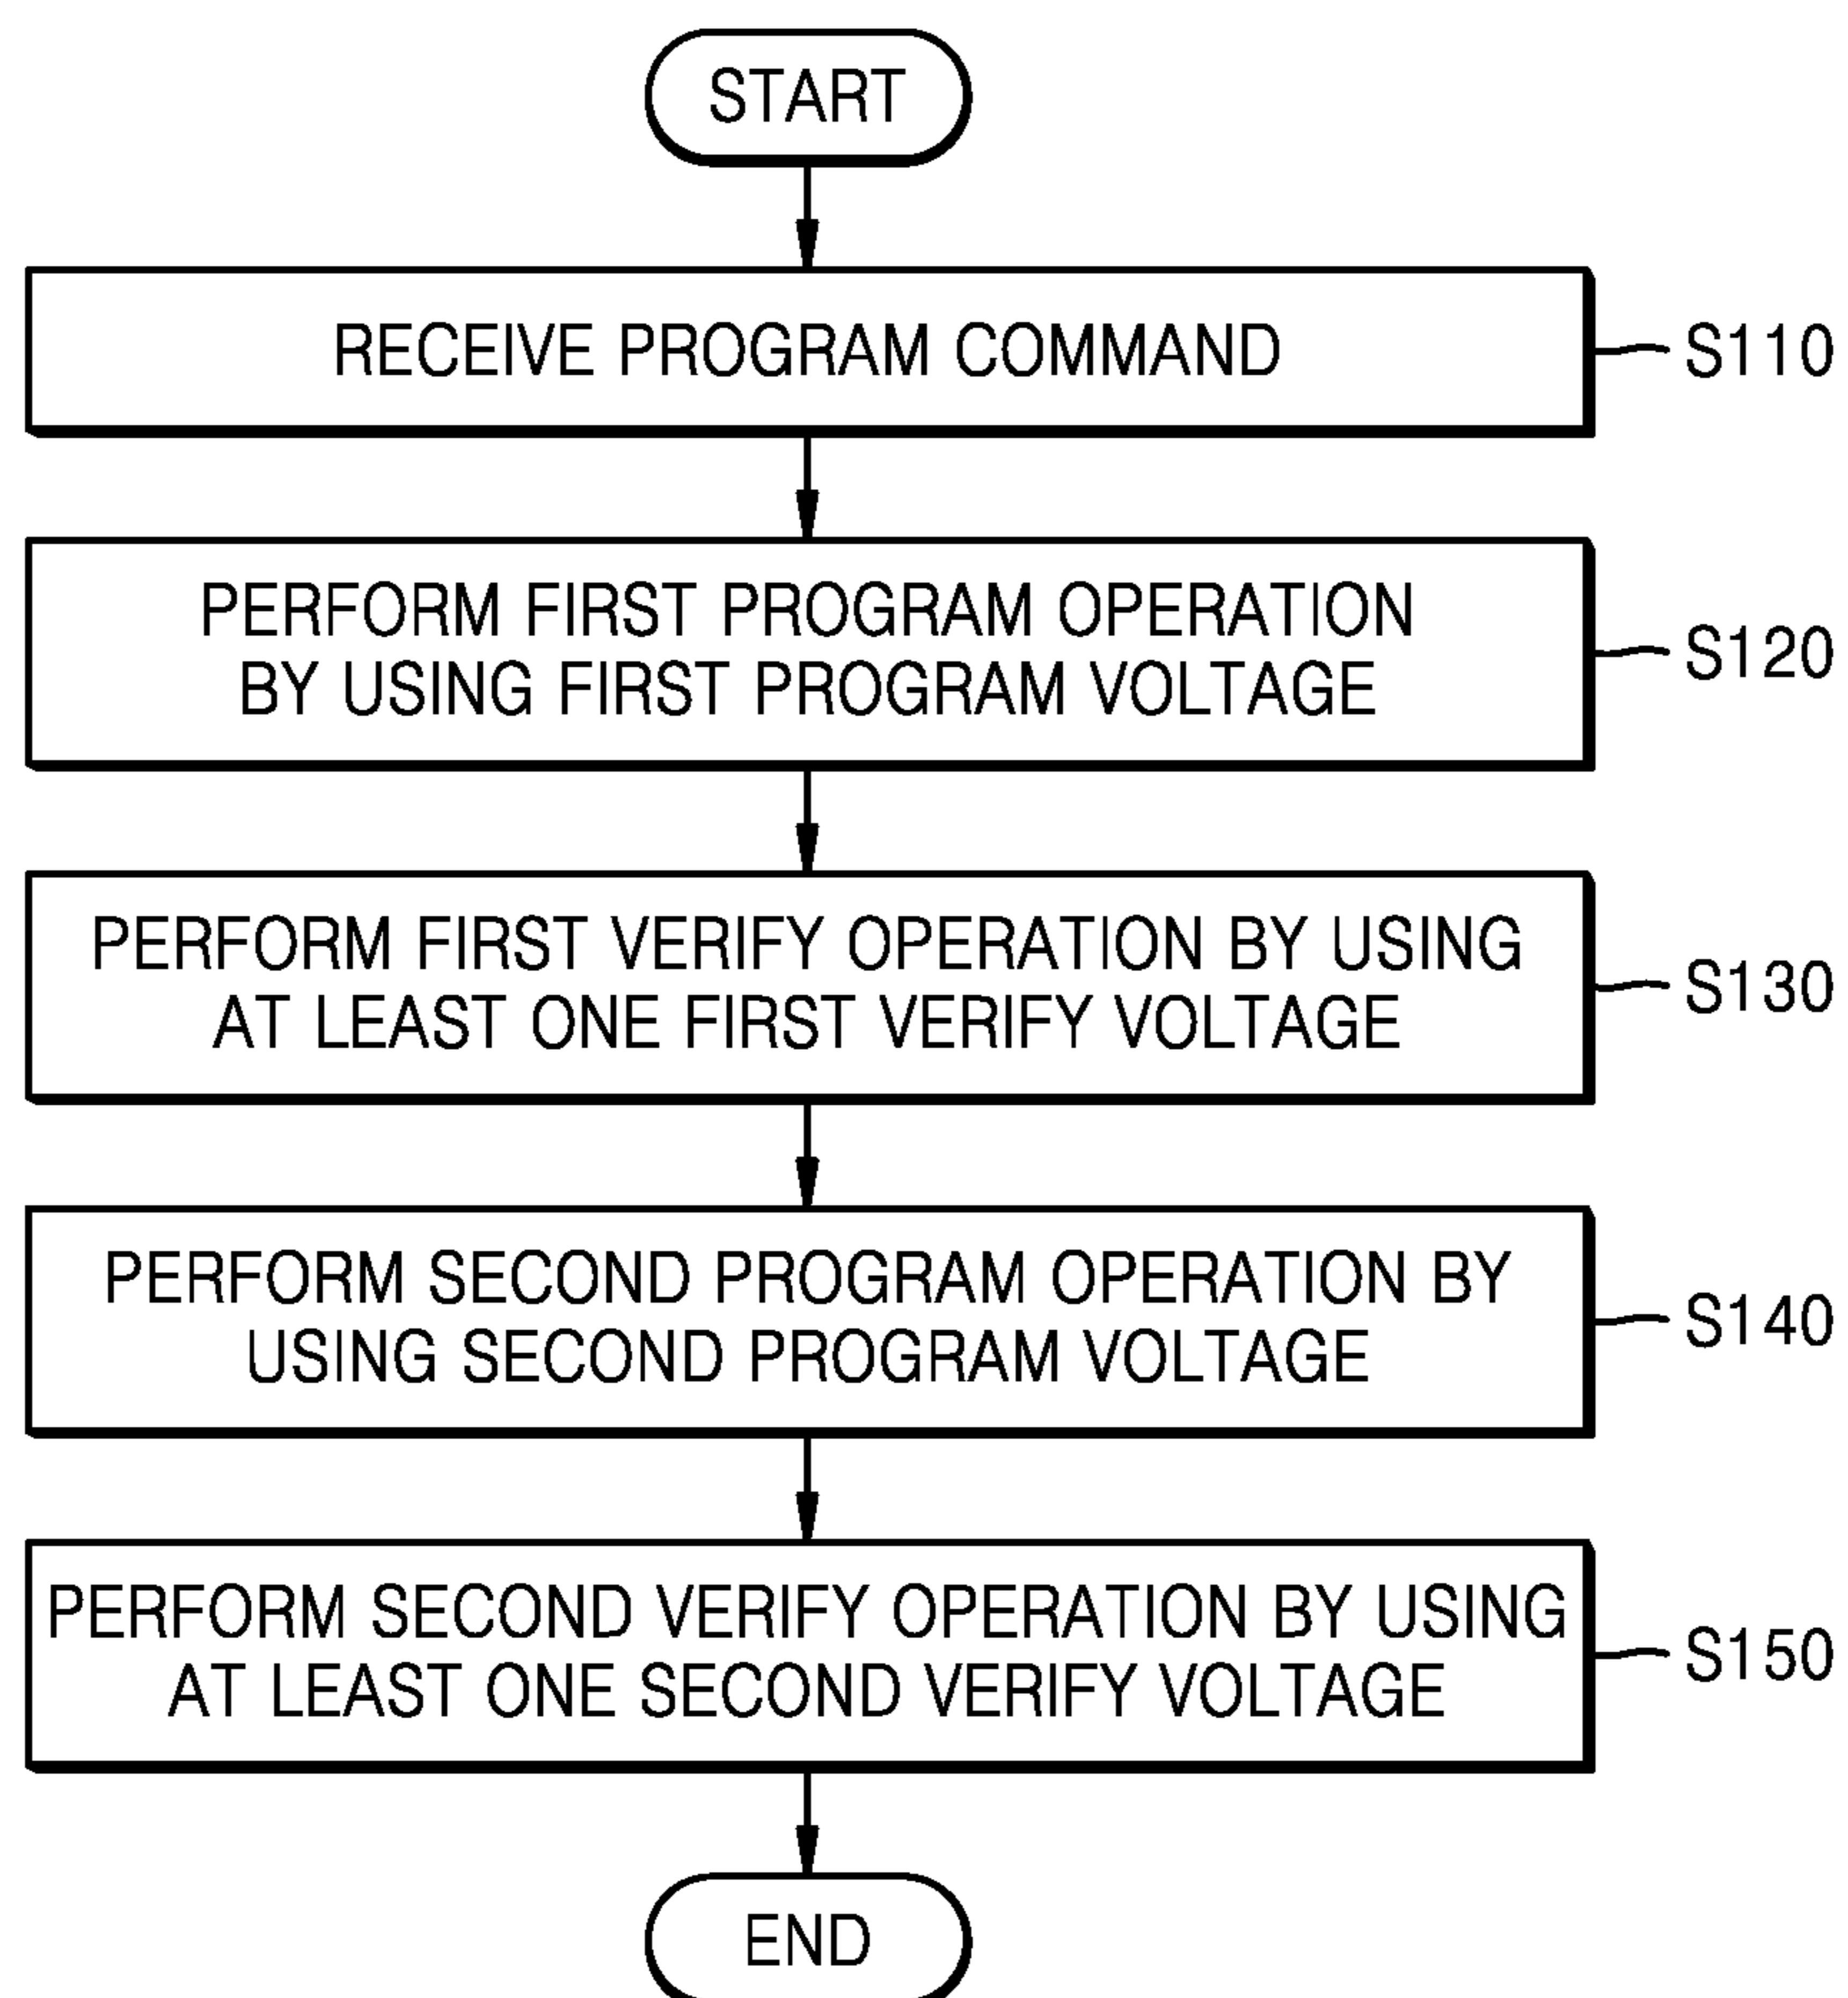 START
RECEIVE PROGRAM COMMAND
S110
PERFORM FIRST PROGRAM OPERATION
BY USING FIRST PROGRAM VOLTAGE
S120
PERFORM FIRST VERIFY OPERATION BY USING
AT LEAST ONE FIRST VERIFY VOLTAGE
S130
PERFORM SECOND PROGRAM OPERATION BY
USING SECOND PROGRAM VOLTAGE
S140
PERFORM SECOND VERIFY OPERATION BY USING
AT LEAST ONE SECOND VERIFY VOLTAGE
S150
END